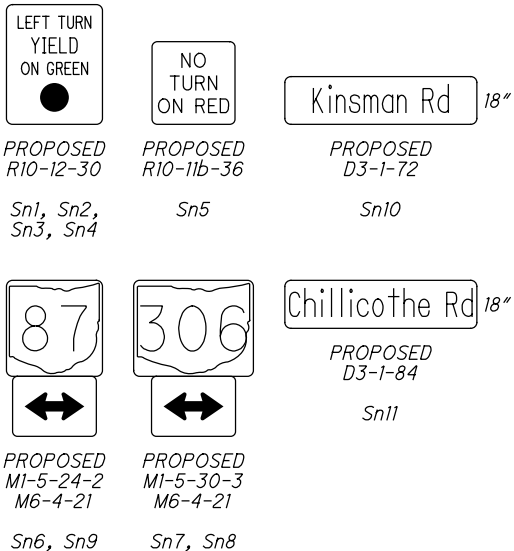 LEFT TURN
YIELD
ON GREEN
PROPOSED
R10-12-30
Sn1, Sn2,
Sn3, Sn4
NO
TURN
ON RED
PROPOSED
R10-11b-36
Sn5
Kinsman Rd
18"
PROPOSED
D3-1-72
Sn10
87
PROPOSED
M1-5-24-2
M6-4-21
Sn6, Sn9
306
PROPOSED
M1-5-30-3
M6-4-21
Sn7, Sn8
Chillicothe Rd
18"
PROPOSED
D3-1-84
Sn11